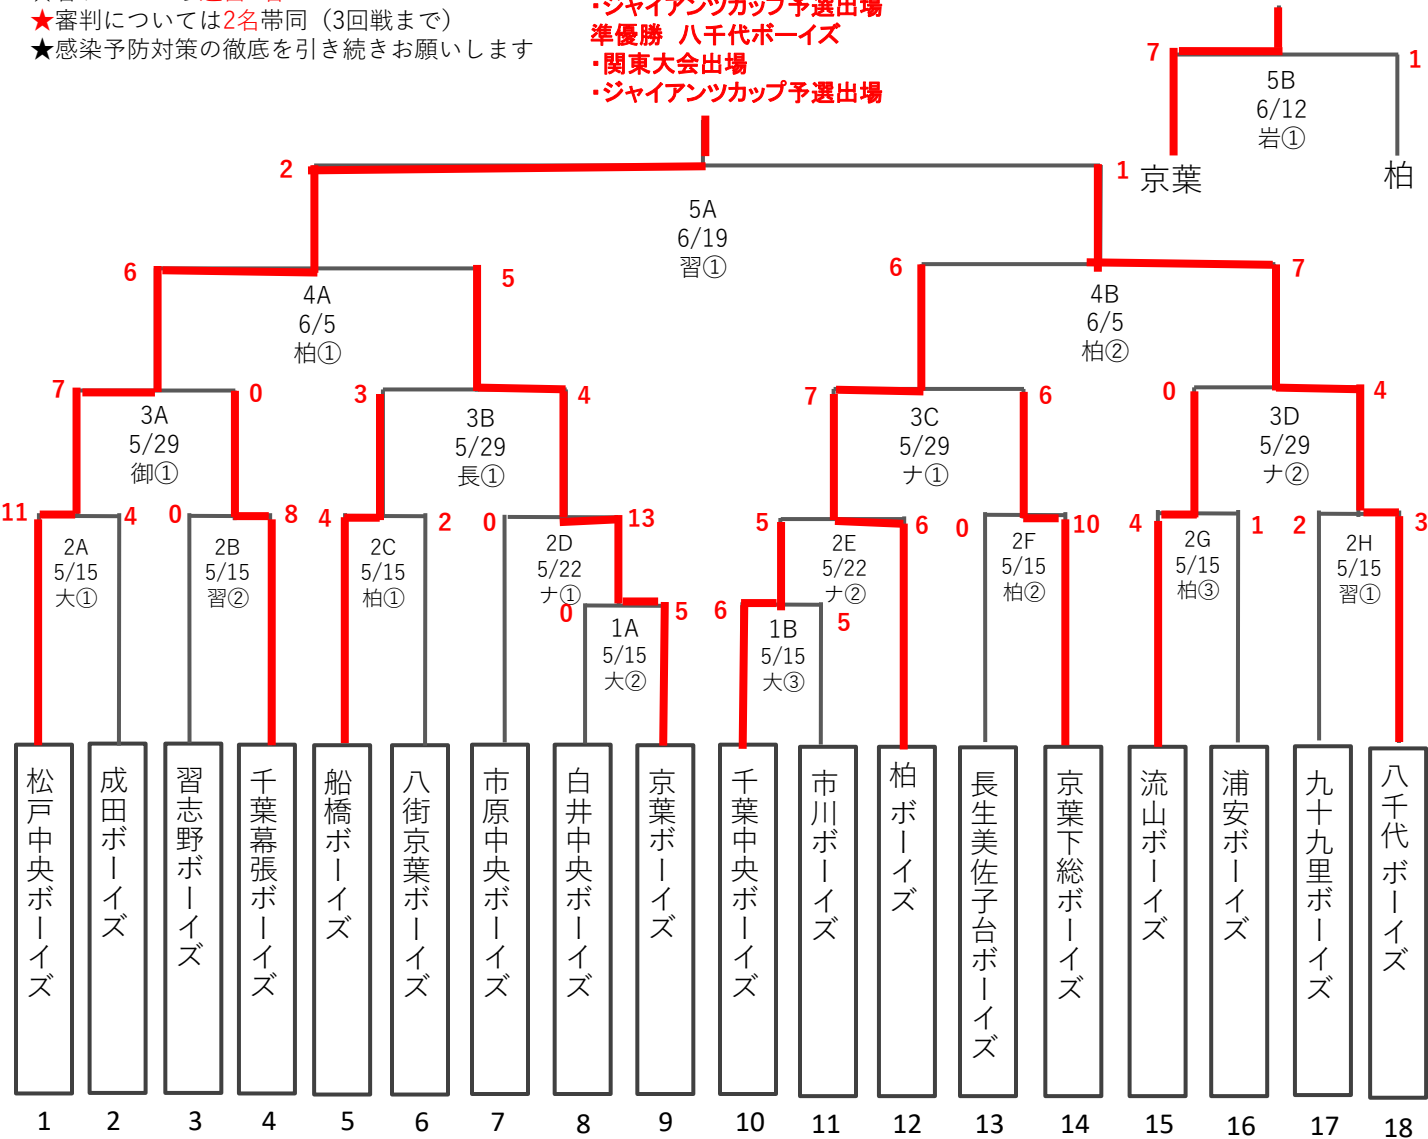 ★審判については2名帯同（3回戦まで）
★感染予防対策の徹底を引き続きお願いします
・ジャイアンツカップ予選出場
準優勝 八千代ボーイズ
・関東大会出場
・ジャイアンツカップ予選出場
7
1
5B
6/12
岩①
京葉
柏
2
1
5A
6/19
習①
6
5
4A
6/5
柏①
6
7
4B
6/5
柏②
7
0
3A
5/29
御①
3
4
3B
5/29
長①
7
6
3C
5/29
ナ①
0
4
3D
5/29
ナ②
11
4
2A
5/15
大①
0
8
2B
5/15
習②
4
2
2C
5/15
柏①
0
13
2D
5/22
ナ①
5
6
2E
5/22
ナ②
0
10
2F
5/15
柏②
4
1
2G
5/15
柏③
2
3
2H
5/15
習①
0
5
1A
5/15
大②
6
5
1B
5/15
大③
松戸中央ボーイズ
成田ボーイズ
習志野ボーイズ
千葉幕張ボーイズ
船橋ボーイズ
八街京葉ボーイズ
市原中央ボーイズ
白井中央ボーイズ
京葉ボーイズ
千葉中央ボーイズ
市川ボーイズ
柏 ボーイズ
長生美佐子台ボーイズ
京葉下総ボーイズ
流山ボーイズ
浦安ボーイズ
九十九里ボーイズ
八千代 ボーイズ
1
2
3
4
5
6
7
8
9
10
11
12
13
14
15
16
17
18